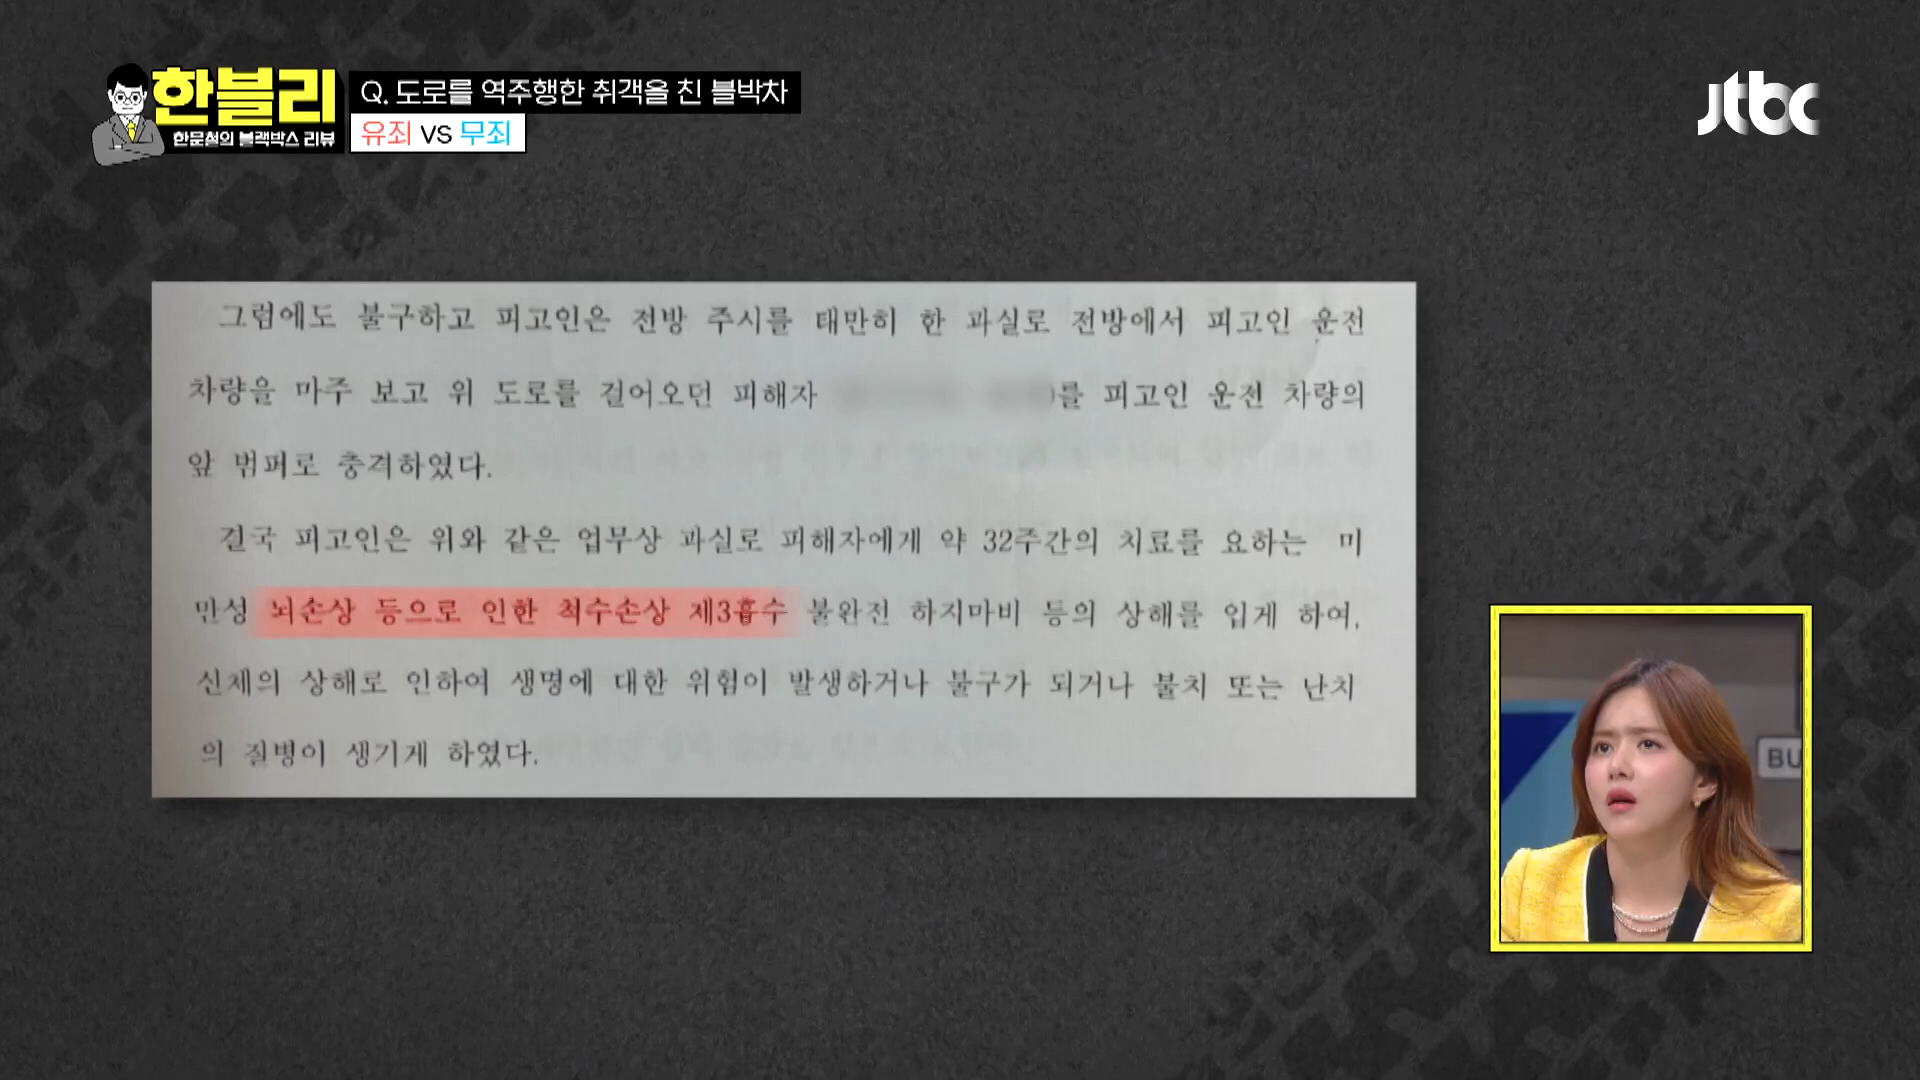 한블리
한문철의 블랙박스 리뷰
Q. 도로를 역주행한 취객을 친 블박차
유죄 VS 무죄
jtbc
그럼에도 불구하고 피고인은 전방 주시를 태만히 한 과실로 전방에서 피고인 운전
차량을 마주 보고 위 도로를 걸어오던 피해자 )를 피고인 운전 차량의
앞 범퍼로 충격하였다.
결국 피고인은 위와 같은 업무상 과실로 피해자에게 약 32주간의 치료를 요하는 미
만성 뇌손상 등으로 인한 척수손상 제3흉수 불완전 하지마비 등의 상해를 입게 하여,
신체의 상해로 인하여 생명에 대한 위험이 발생하거나 불구가 되거나 불치 또는 난치
의 질병이 생기게 하였다.
BU